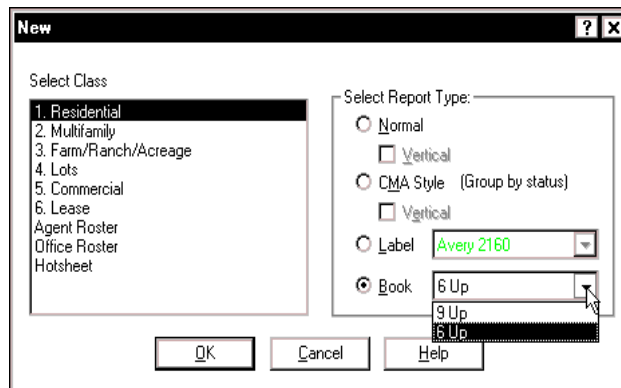 New
Select Class
1. Residential
2. Multifamily
3. Farm/Ranch/Acreage
4. Lots
5. Commercial
6. Lease
Agent Roster
Office Roster
Hotsheet
Select Report Type:
Normal
Vertical
CMA Style (Group by status)
Vertical
Label Avery 2160
Book 6 Up
9 Up
6 Up
OK Cancel Help